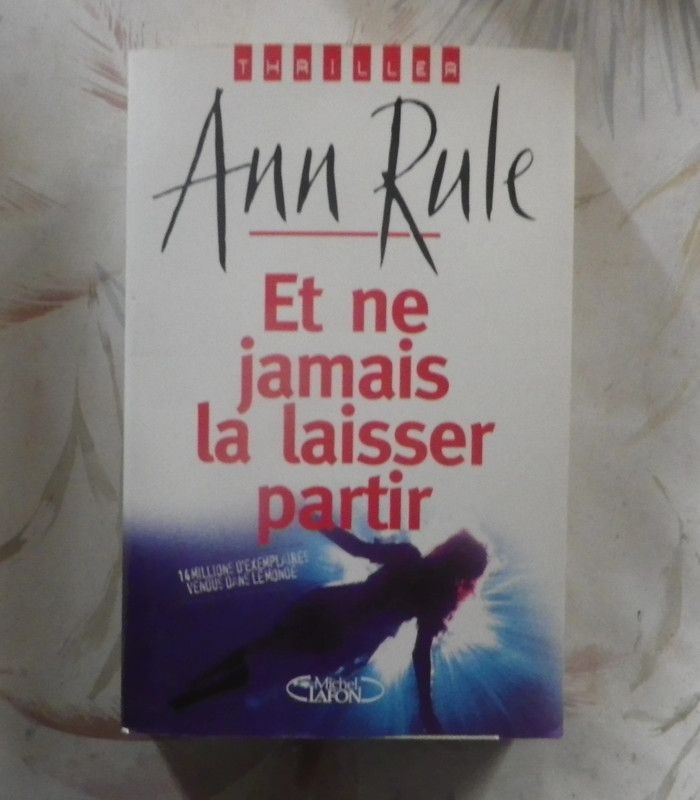 THRILLER
Ann Rule
Et ne
jamais
la laisser
partir
14 MILLIONS D'EXEMPLAIRES
VENDUS DANS LE MONDE
Michel
LAFON